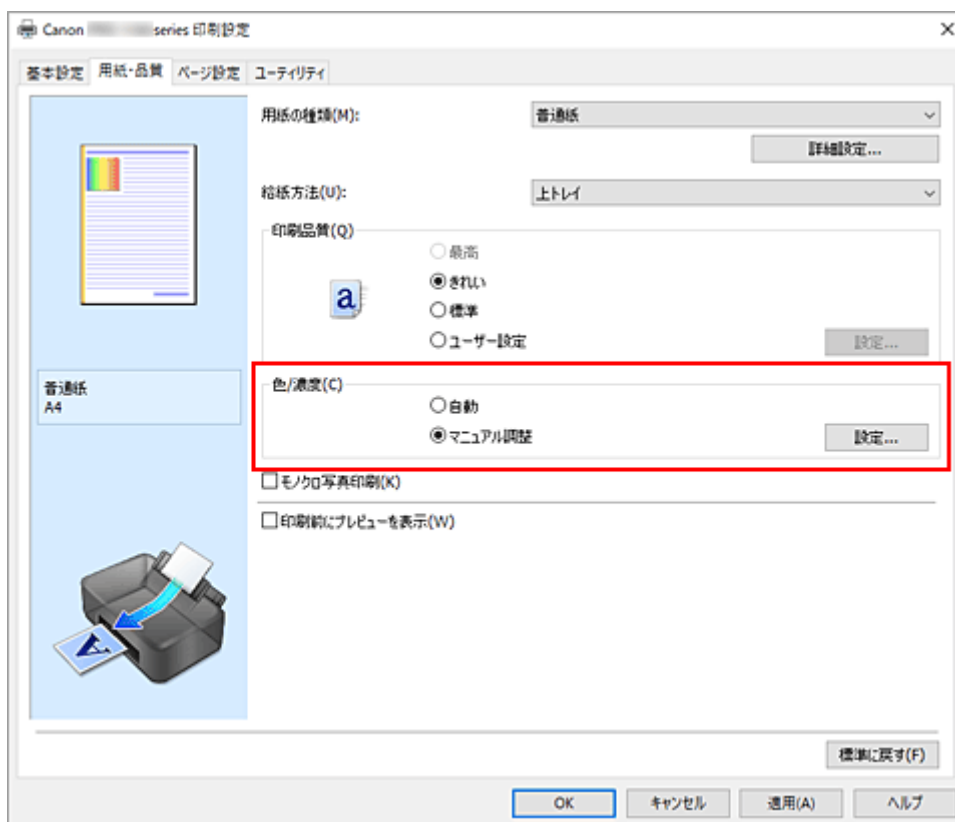 Canon series 印刷設定
基本設定 用紙・品質 ページ設定 ユーティリティ
用紙の種類(M): 普通紙
詳細設定...
給紙方法(U): 上トレイ
印刷品質(Q)
最高
きれい
a
標準
ユーザー設定 設定...
普通紙
A4
色/濃度(C)
自動
マニュアル調整 設定...
モノクロ写真印刷(K)
印刷前にプレビューを表示(W)
A
標準に戻す(F)
OK キャンセル 適用(A) ヘルプ